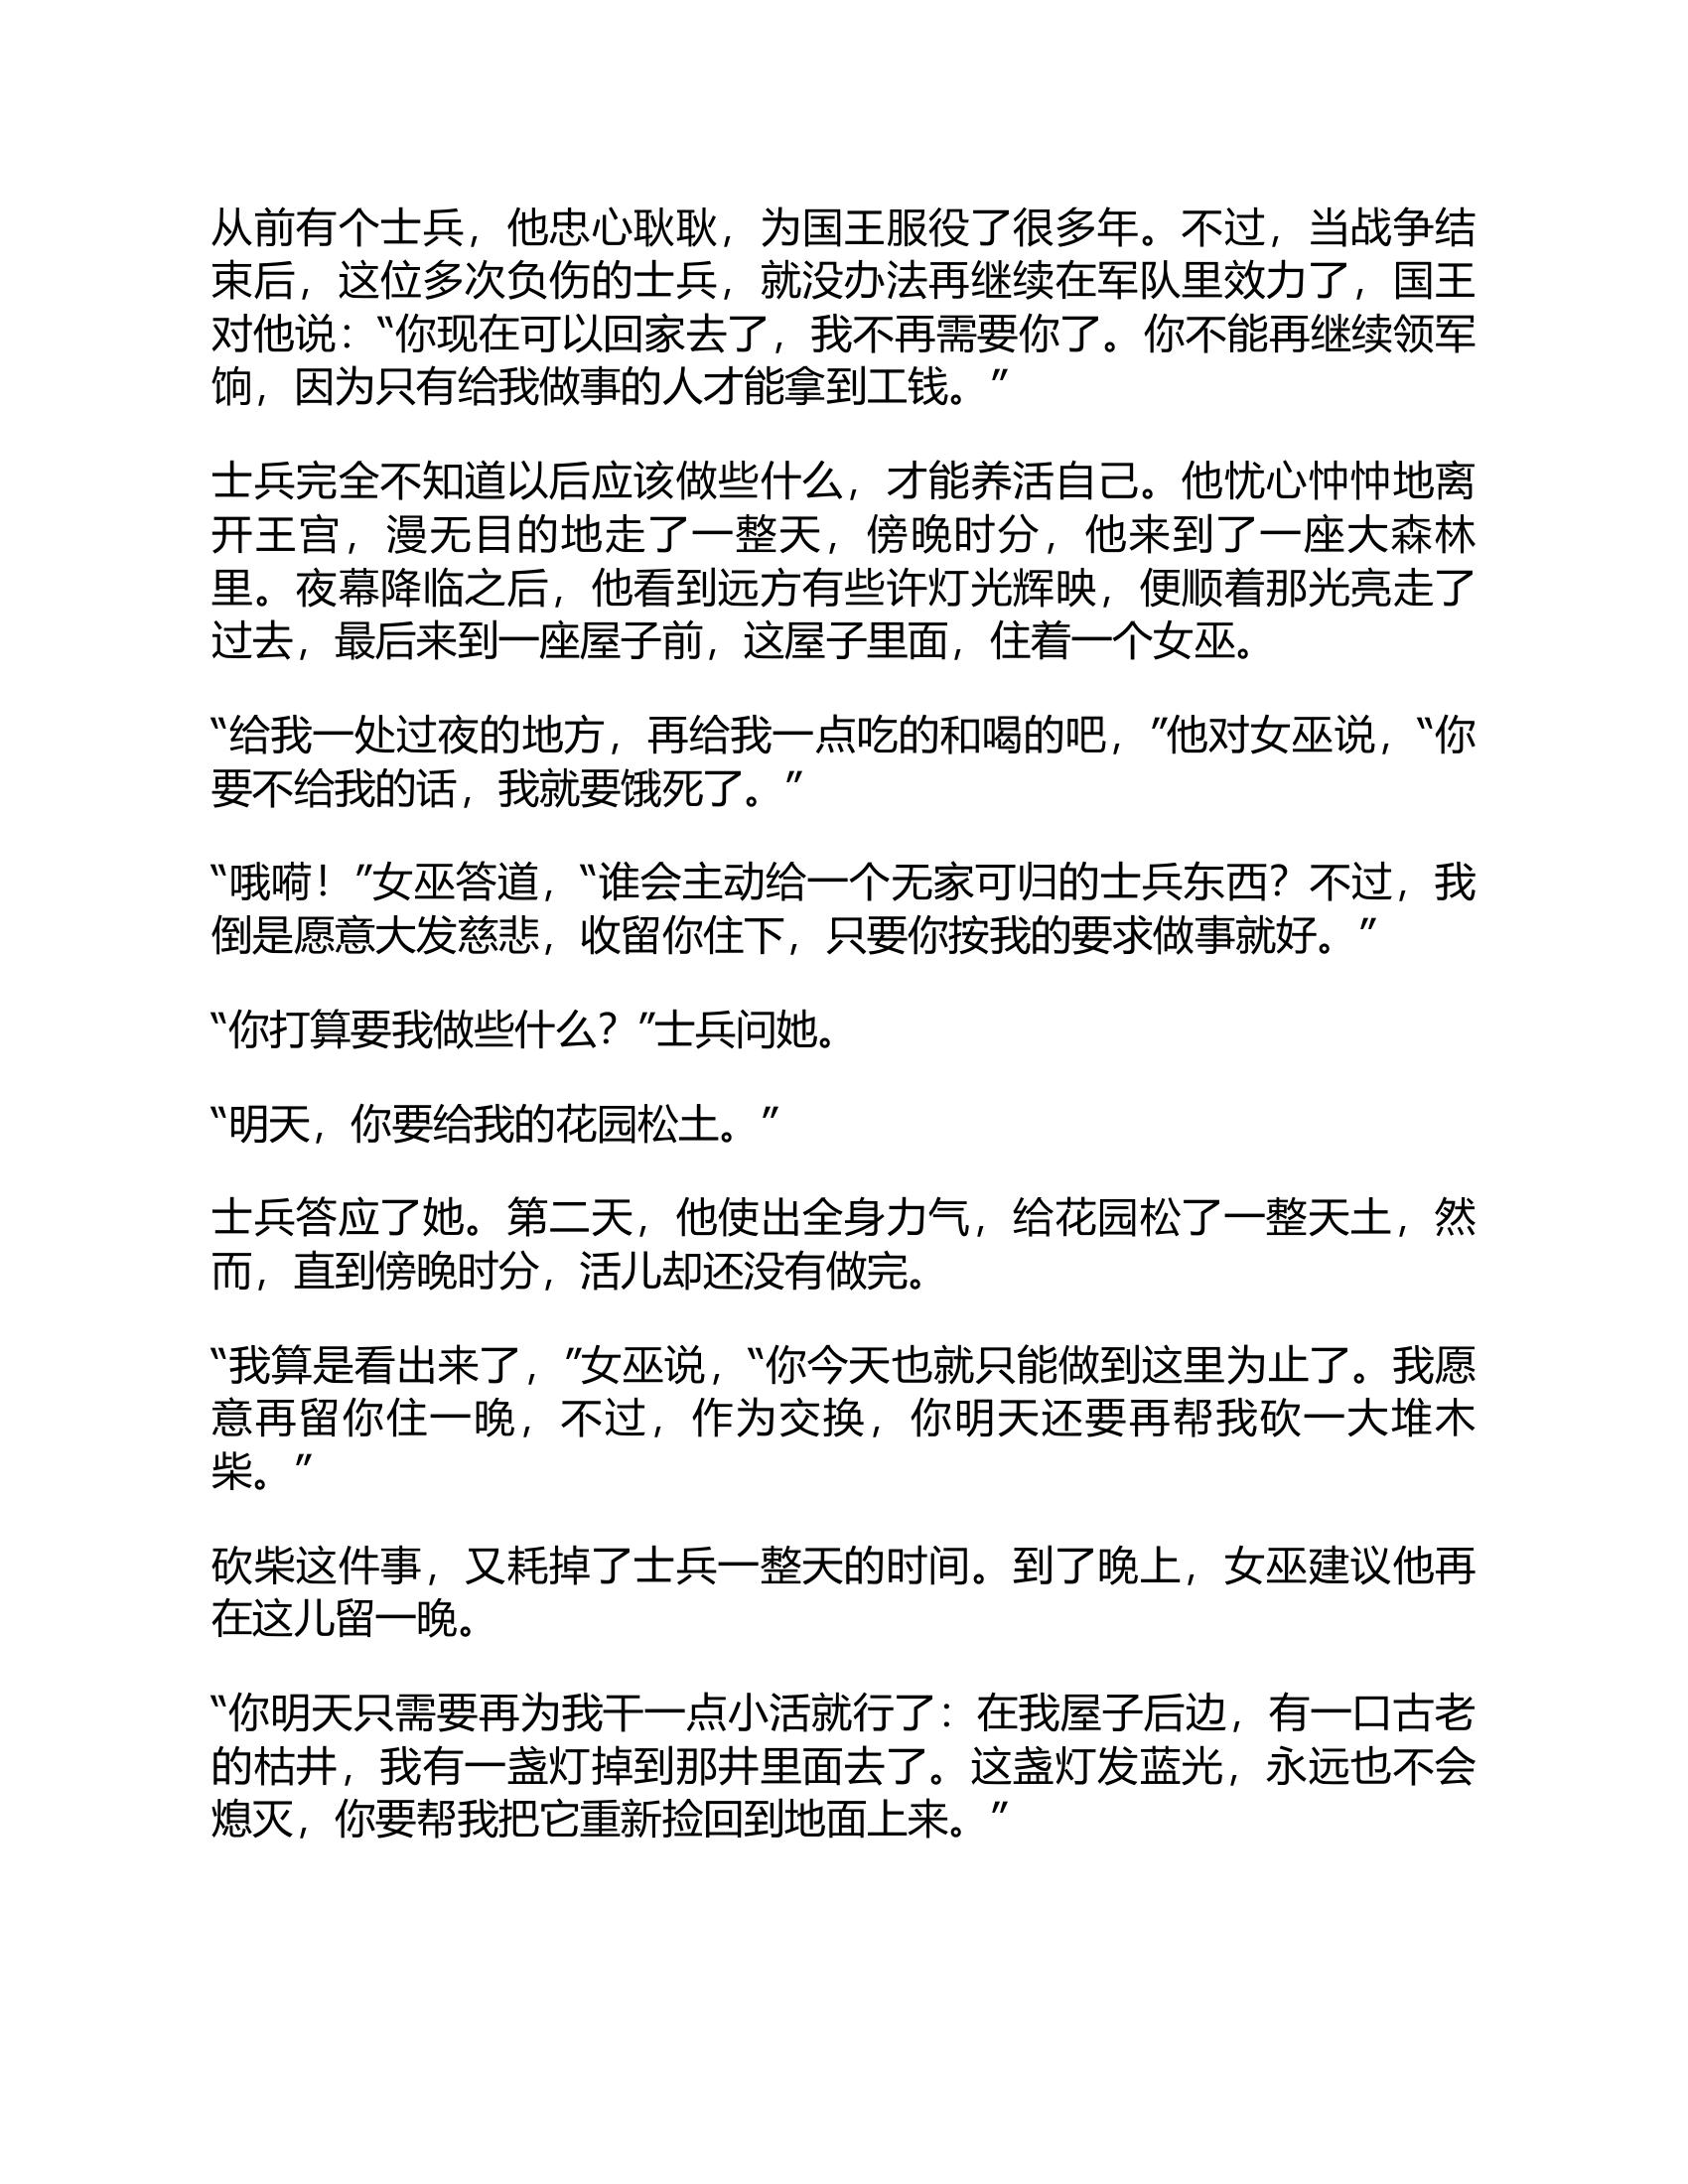 从前有个士兵，他忠心耿耿，为国王服役了很多年。不过，当战争结
束后，这位多次负伤的士兵，就没办法再继续在军队里效力了，国王
对他说：“你现在可以回家去了，我不再需要你了。你不能再继续领军
饷，因为只有给我做事的人才能拿到工钱。”
士兵完全不知道以后应该做些什么，才能养活自己。他忧心忡忡地离
开王宫，漫无目的地走了一整天，傍晚时分，他来到了一座大森林
里。夜幕降临之后，他看到远方有些许灯光辉映，便顺着那光亮走了
过去，最后来到一座屋子前，这屋子里面，住着一个女巫。
“给我一处过夜的地方，再给我一点吃的和喝的吧，”他对女巫说，“你
要不给我的话，我就要饿死了。”
“哦嗬！”女巫答道，“谁会主动给一个无家可归的士兵东西？不过，我
倒是愿意大发慈悲，收留你住下，只要你按我的要求做事就好。”
“你打算要我做些什么？”士兵问她。
“明天，你要给我的花园松土。”
士兵答应了她。第二天，他使出全身力气，给花园松了一整天土，然
而，直到傍晚时分，活儿却还没有做完。
“我算是看出来了，”女巫说，“你今天也就只能做到这里为止了。我愿
意再留你住一晚，不过，作为交换，你明天还要再帮我砍一大堆木
柴。”
砍柴这件事，又耗掉了士兵一整天的时间。到了晚上，女巫建议他再
在这儿留一晚。
“你明天只需要再为我干一点小活就行了：在我屋子后边，有一口古老
的枯井，我有一盏灯掉到那井里面去了。这盏灯发蓝光，永远也不会
熄灭，你要帮我把它重新捡回到地面上来。”